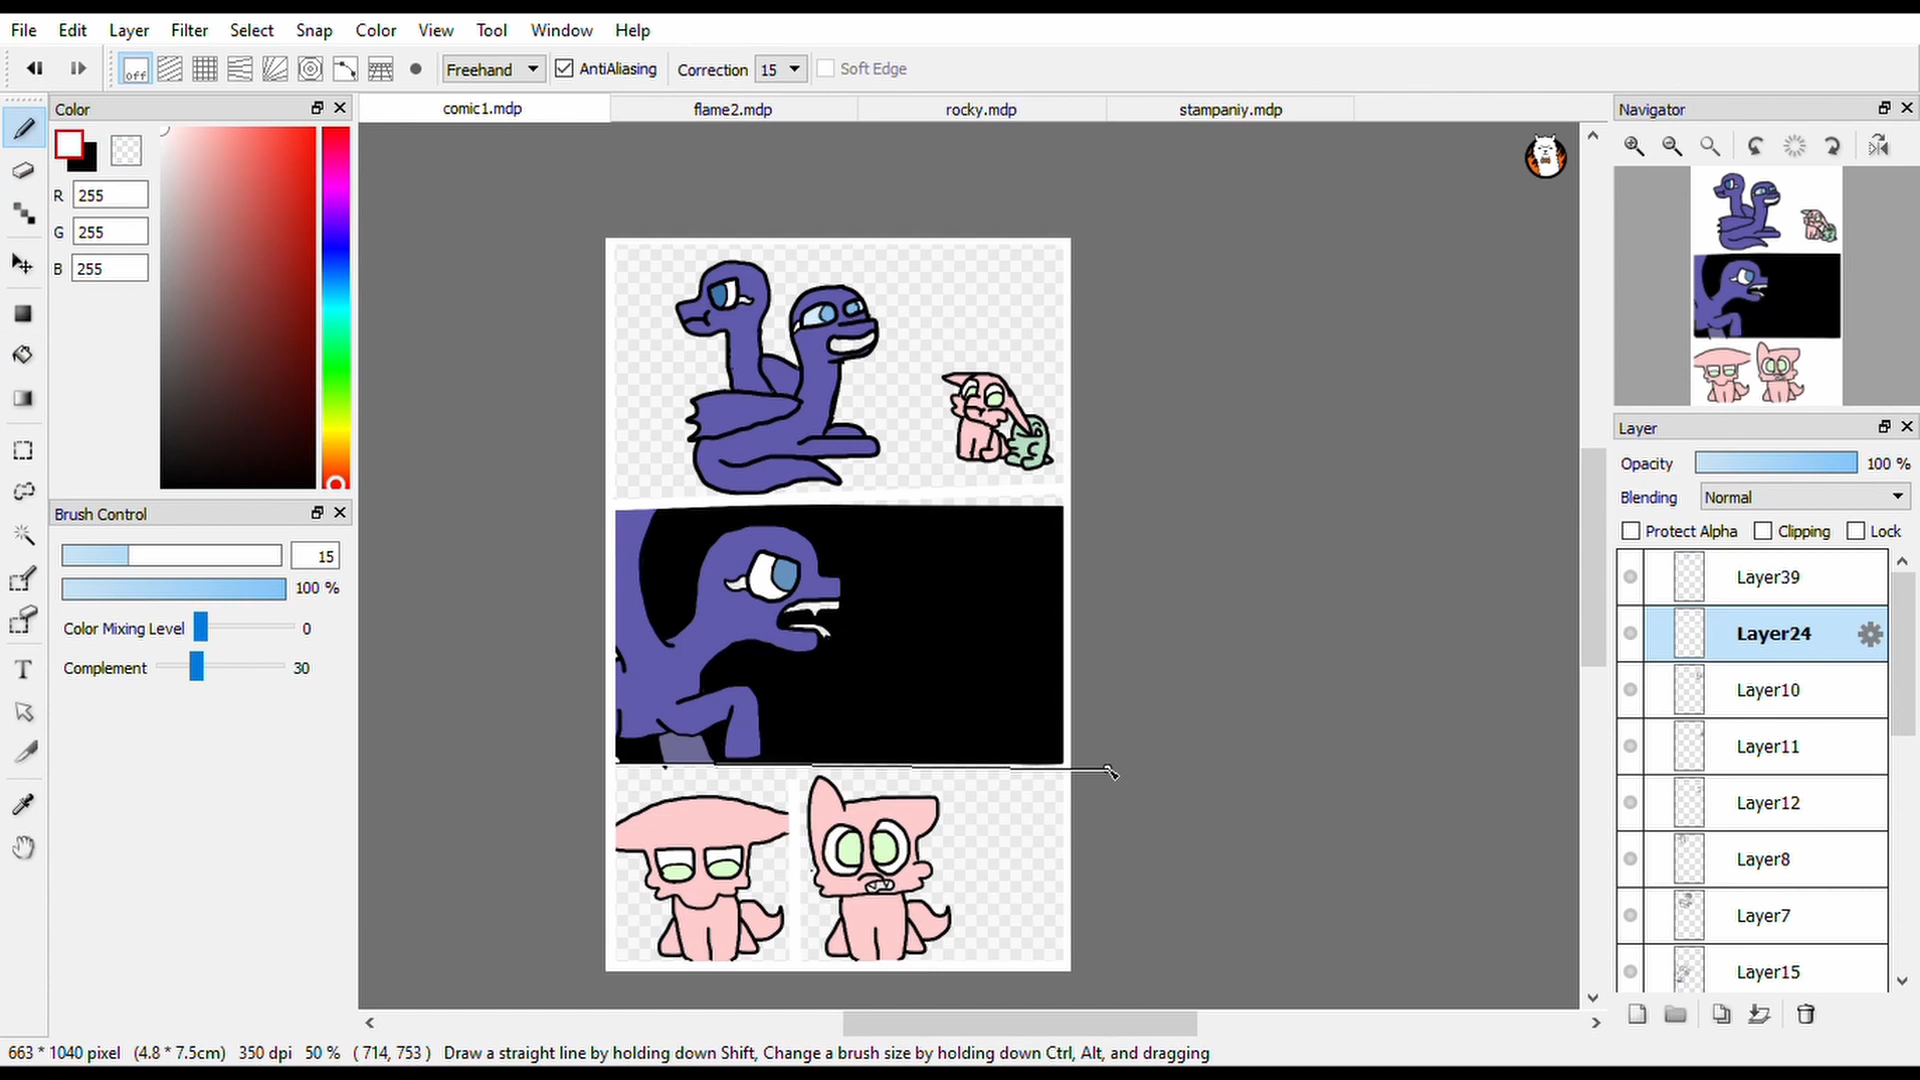 File Edit Layer Filter Select Snap Color View Tool Window Help
off Freehand AntiAliasing Correction 15 Soft Edge
Color
comic1.mdp flame2.mdp rocky.mdp stampaniy.mdp
Navigator
R 255
G 255
B 255
Brush Control
15
100 %
Color Mixing Level 0
Complement 30
Layer
Opacity 100 %
Blending Normal
Protect Alpha Clipping Lock
Layer39
Layer24
Layer10
Layer11
Layer12
Layer8
Layer7
Layer15
T
663 * 1040 pixel (4.8 * 7.5cm) 350 dpi 50 % ( 714, 753 ) Draw a straight line by holding down Shift, Change a brush size by holding down Ctrl, Alt, and dragging